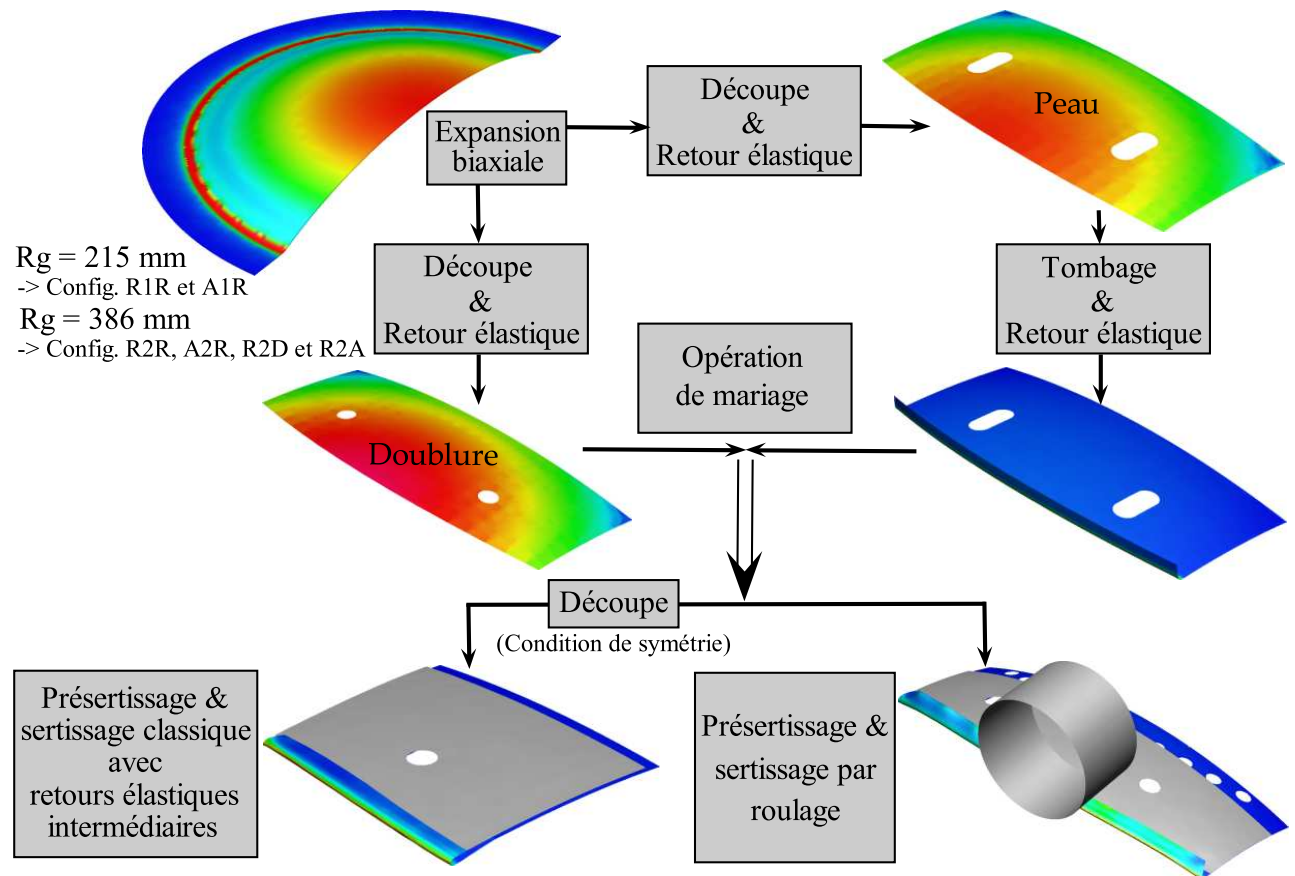 Découpe
&
Retour élastique
Peau
Expansion
biaxiale
Rg = 215 mm
-> Config. R1R et A1R
Rg = 386 mm
-> Config. R2R, A2R, R2D et R2A
Découpe
&
Retour élastique
Tombage
&
Retour élastique
Opération
de mariage
Doublure
Découpe
(Condition de symétrie)
Présertissage &
sertissage classique
avec
retours élastiques
intermédiaires
Présertissage &
sertissage par
roulage